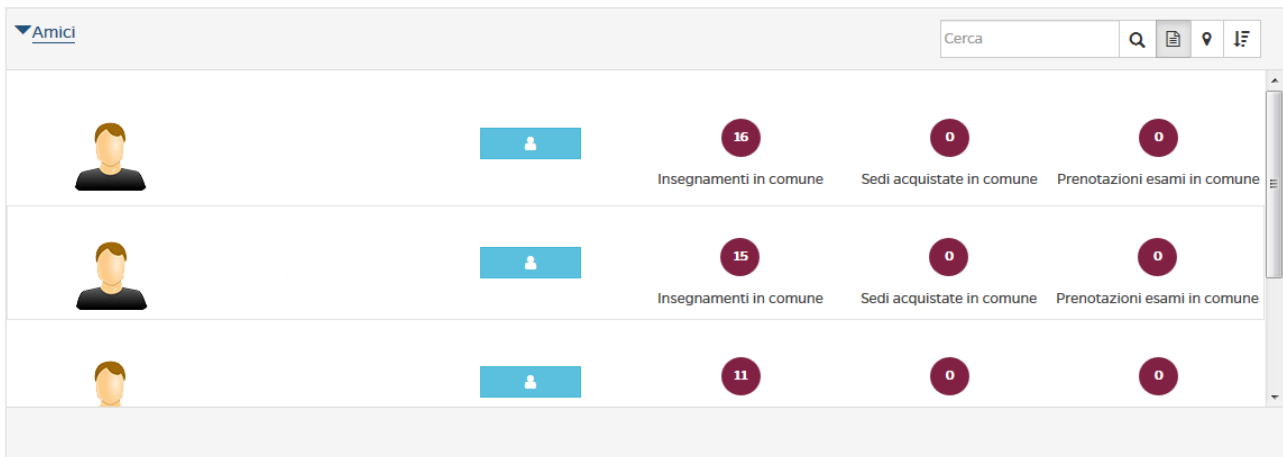 Amici
Cerca
16 0 0
Insegnamenti in comune Sedi acquistate in comune Prenotazioni esami in comune
15 0 0
Insegnamenti in comune Sedi acquistate in comune Prenotazioni esami in comune
11 0 0